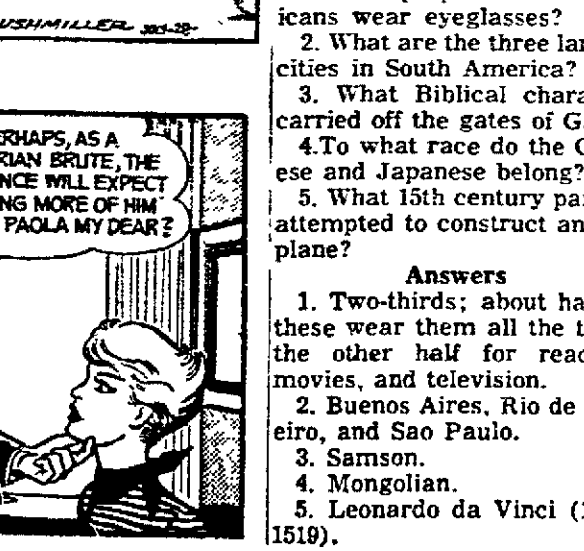 USHMILLER
ERHAPS, AS A
RIAN BRUTE, THE
NCE WILL EXPECT
NG MORE OF HIM
PAOLA MY DEAR?
icans wear eyeglasses?
2. What are the three lar
cities in South America?
3. What Biblical chara
carried off the gates of G
4.To what race do the C
ese and Japanese belong?
5. What 15th century pa
attempted to construct an
plane?
Answers
1. Two-thirds; about ha
these wear them all the t
the other half for read
movies, and television.
2. Buenos Aires, Rio de
eiro, and Sao Paulo.
3. Samson.
4. Mongolian.
5. Leonardo da Vinci (1
1519).